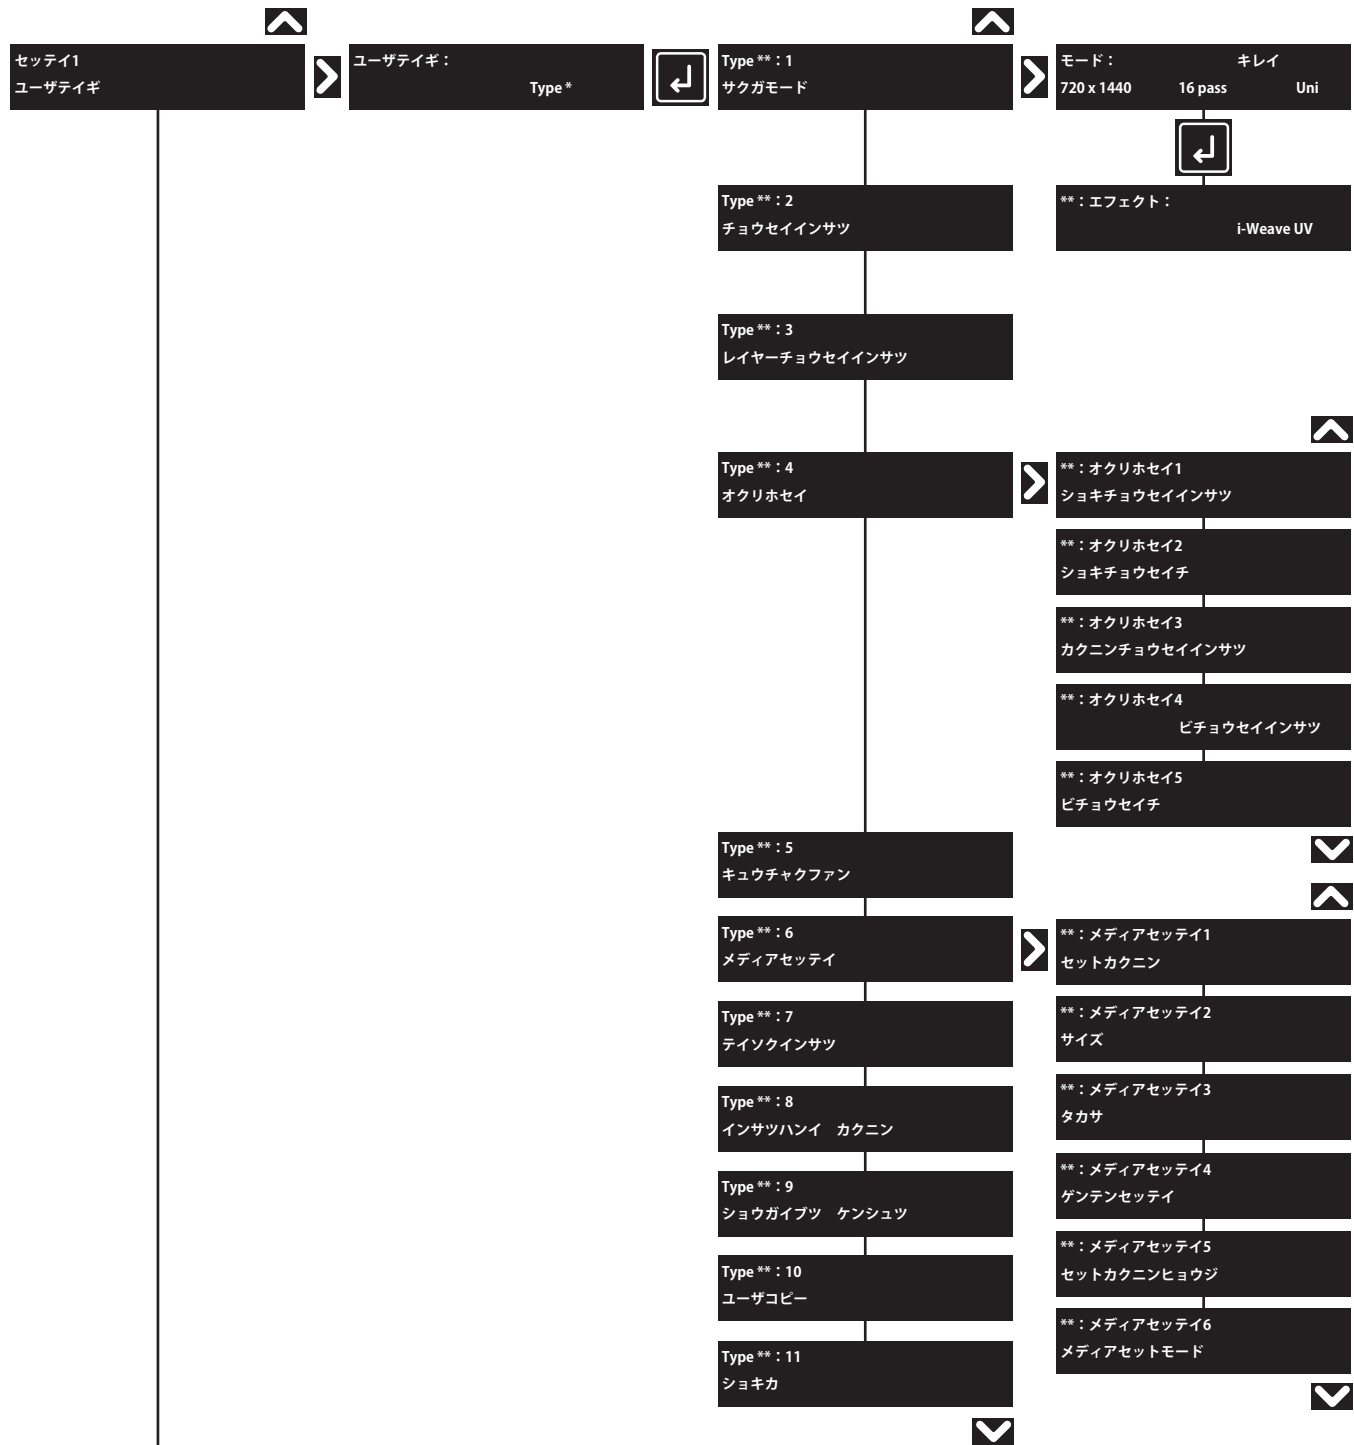 セッテイ1
ユーザテイギ
ユーザテイギ：
Type *
Type **：1
サクガモード
モード： キレイ
720 x 1440 16 pass Uni
Type **：2
チョウセイインサツ
**：エフェクト：
i-Weave UV
Type **：3
レイヤーチョウセイインサツ
Type **：4
オクリホセイ
**：オクリホセイ1
ショキチョウセイインサツ
**：オクリホセイ2
ショキチョウセイチ
**：オクリホセイ3
カクニンチョウセイインサツ
**：オクリホセイ4
ビチョウセイインサツ
**：オクリホセイ5
ビチョウセイチ
Type **：5
キュウチャクファン
Type **：6
メディアセッテイ
**：メディアセッテイ1
セットカクニン
**：メディアセッテイ2
サイズ
**：メディアセッテイ3
タカサ
**：メディアセッテイ4
ゲンテンセッテイ
**：メディアセッテイ5
セットカクニンヒョウジ
**：メディアセッテイ6
メディアセットモード
Type **：7
テイソクインサツ
Type **：8
インサツハンイ　カクニン
Type **：9
ショウガイブツ　ケンシュツ
Type **：10
ユーザコピー
Type **：11
ショキカ